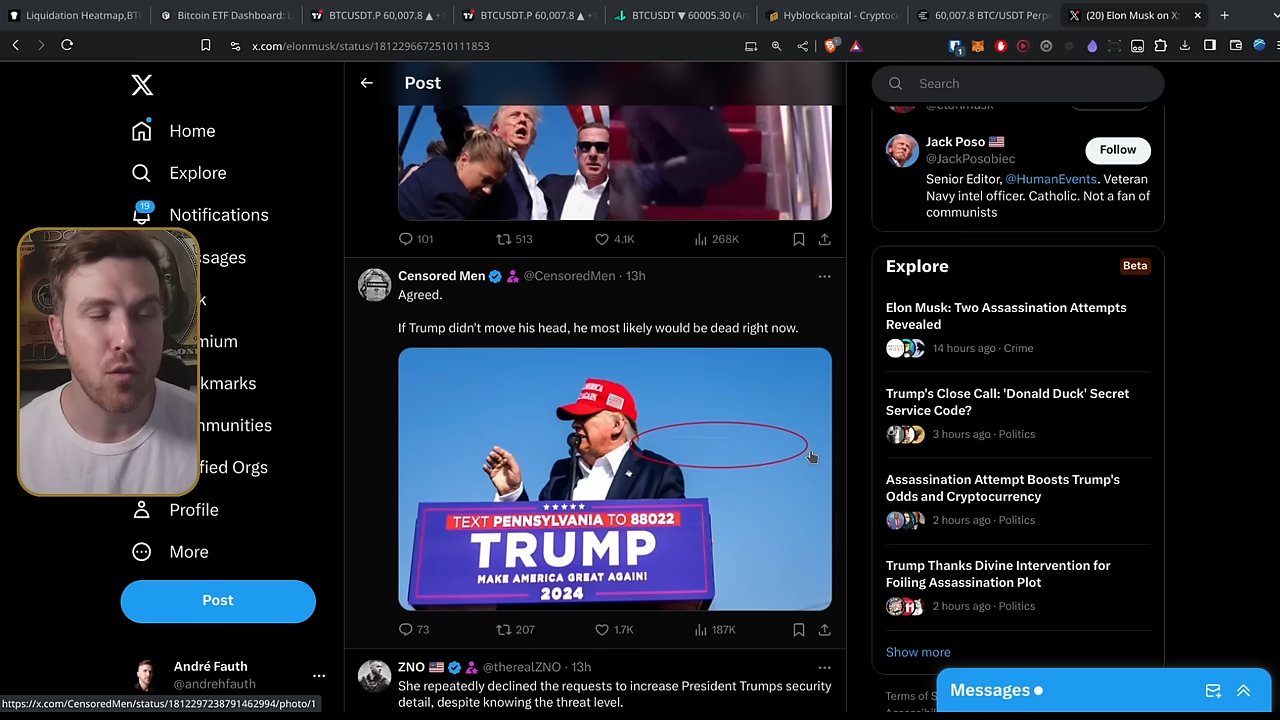 Liquidation Heatmap,BTC
Bitcoin ETF Dashboard: L
BTCUSDT.P 60,007.8 ▲ +
BTCUSDT.P 60,007.8 ▲ +
BTCUSDT ▼ 60005.30 (An
Hyblockcapital - Cryptocu
60,007.8 BTC/USDT Perp
(20) Elon Musk on X:
x.com/elonmusk/status/1812296672510111853
Home
Explore
19
Notifications
ssages
k
mium
kmarks
mmunities
fied Orgs
Profile
More
Post
André Fauth
@andrehfauth
https://x.com/CensoredMen/status/1812297238791462994/photo/1
Post
101
513
4.1K
268K
Censored Men @CensoredMen · 13h
Agreed.
If Trump didn't move his head, he most likely would be dead right now.
TEXT PENNSYLVANIA TO 88022
TRUMP
MAKE AMERICA GREAT AGAIN!
2024
73
207
1.7K
187K
ZNO @therealZNO · 13h
She repeatedly declined the requests to increase President Trumps security
detail, despite knowing the threat level.
Search
Jack Poso
@JackPosobiec
Follow
Senior Editor, @HumanEvents. Veteran
Navy intel officer. Catholic. Not a fan of
communists
Explore
Beta
Elon Musk: Two Assassination Attempts
Revealed
14 hours ago · Crime
Trump's Close Call: 'Donald Duck' Secret
Service Code?
3 hours ago · Politics
Assassination Attempt Boosts Trump's
Odds and Cryptocurrency
2 hours ago · Politics
Trump Thanks Divine Intervention for
Foiling Assassination Plot
2 hours ago · Politics
Show more
Terms of S
Messages